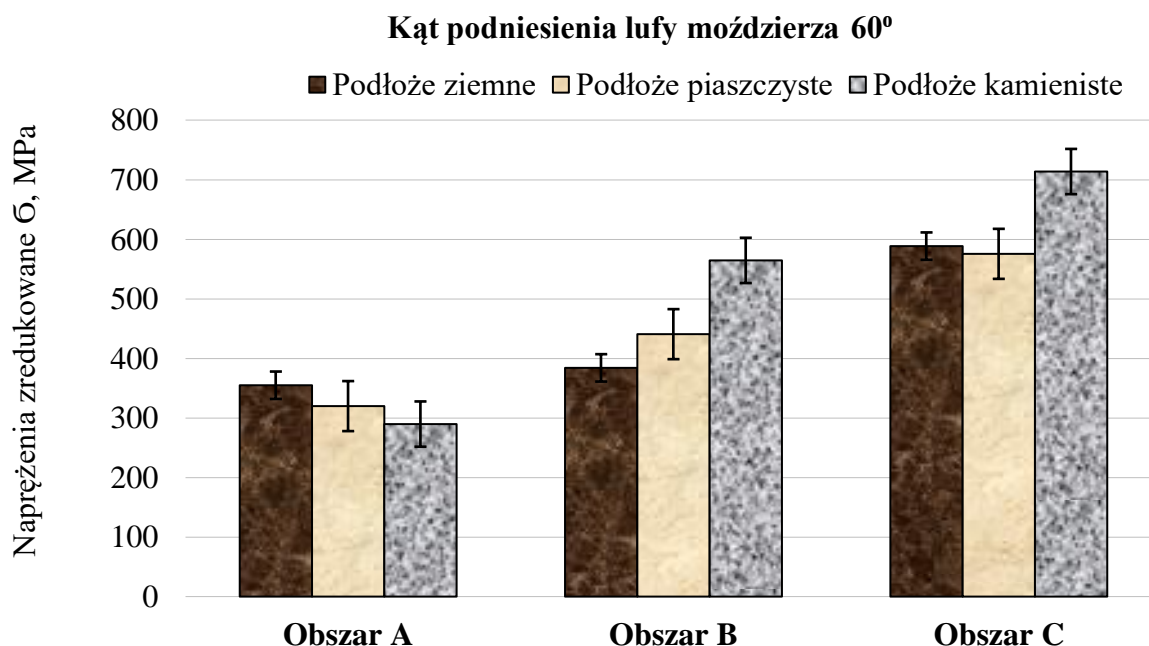 Kąt podniesienia lufy moździerza 60º
Podłoże ziemne Podłoże piaszczyste Podłoże kamieniste
Naprężenia zredukowane Ϭ, MPa
800
700
600
500
400
300
200
100
0
Obszar A Obszar B Obszar C